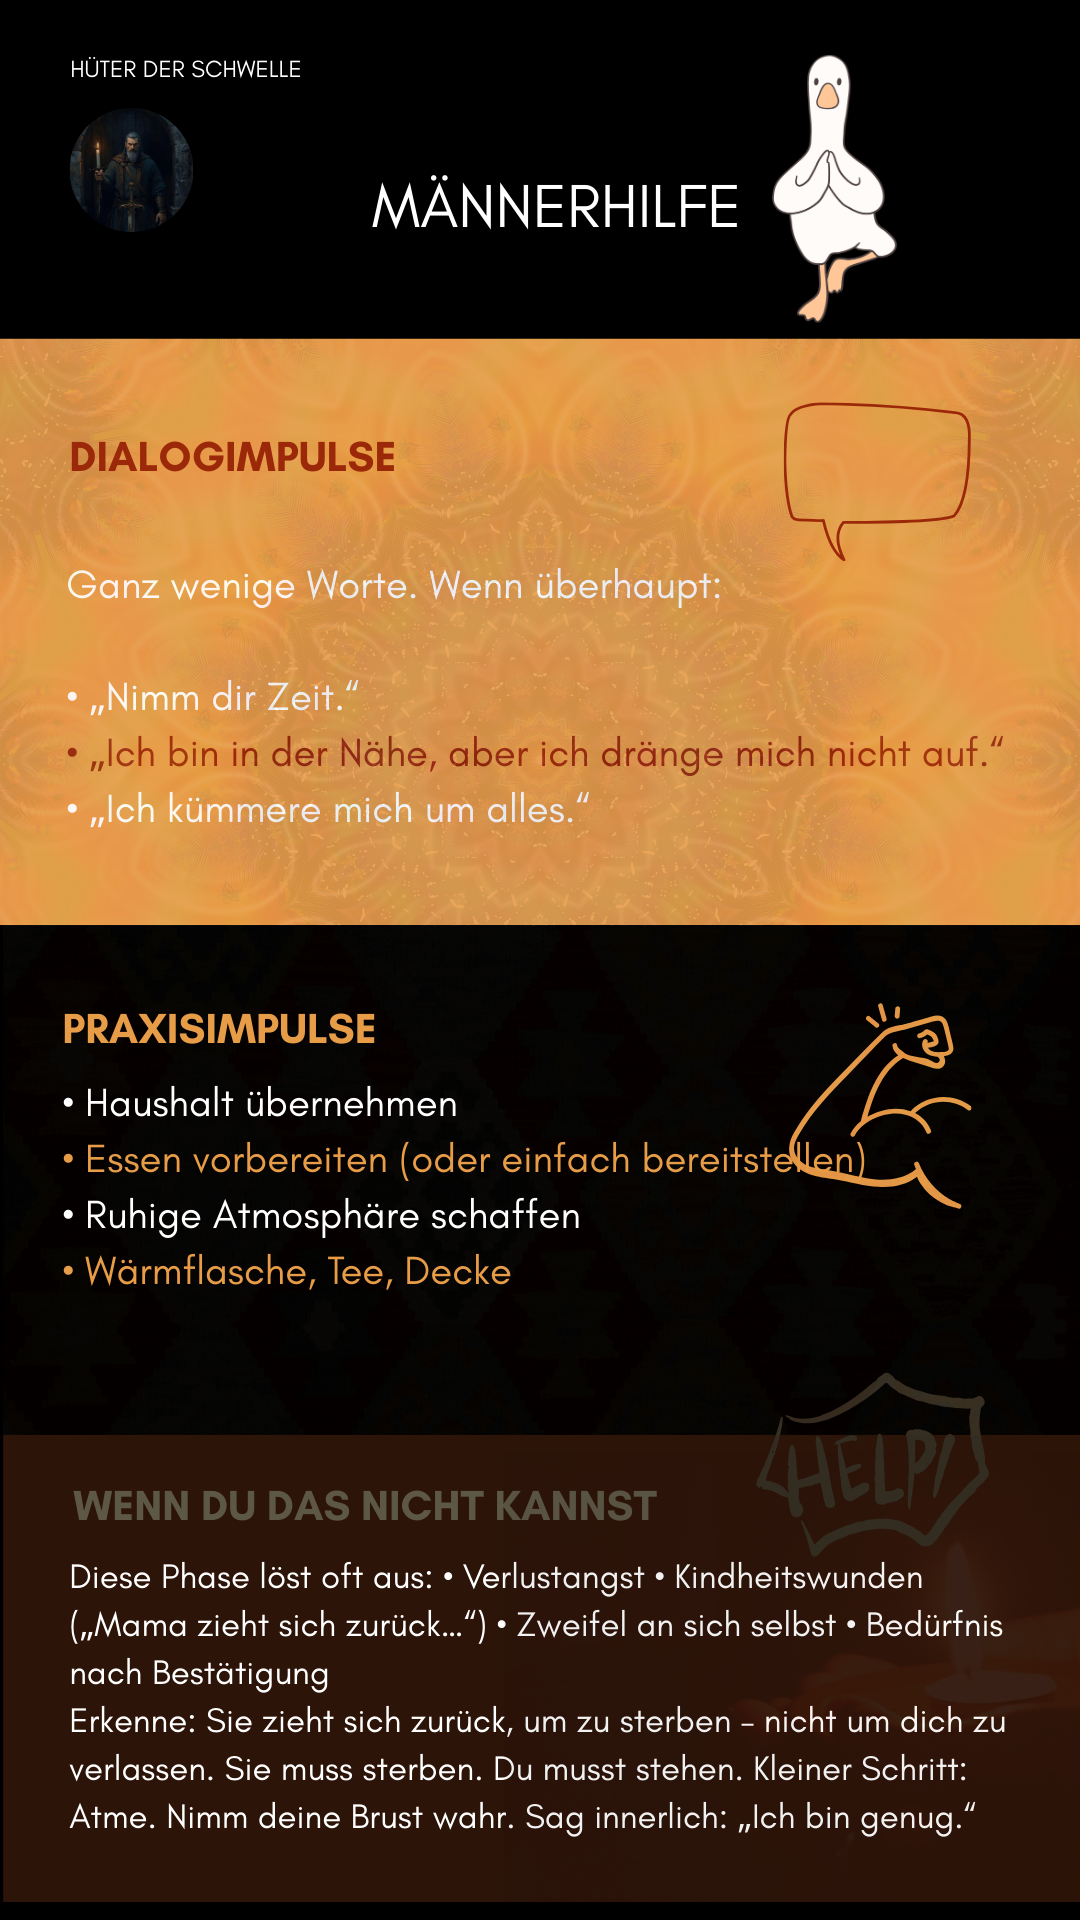 HÜTER DER SCHWELLE
MÄNNERHILFE
DIALOGIMPULSE
Ganz wenige Worte. Wenn überhaupt:
• „Nimm dir Zeit.“
• „Ich bin in der Nähe, aber ich dränge mich nicht auf.“
• „Ich kümmere mich um alles.“
PRAXISIMPULSE
• Haushalt übernehmen
• Essen vorbereiten (oder einfach bereitstellen)
• Ruhige Atmosphäre schaffen
• Wärmflasche, Tee, Decke
HELP!
WENN DU DAS NICHT KANNST
Diese Phase löst oft aus: • Verlustangst • Kindheitswunden
(„Mama zieht sich zurück…“) • Zweifel an sich selbst • Bedürfnis
nach Bestätigung
Erkenne: Sie zieht sich zurück, um zu sterben – nicht um dich zu
verlassen. Sie muss sterben. Du musst stehen. Kleiner Schritt:
Atme. Nimm deine Brust wahr. Sag innerlich: „Ich bin genug.“